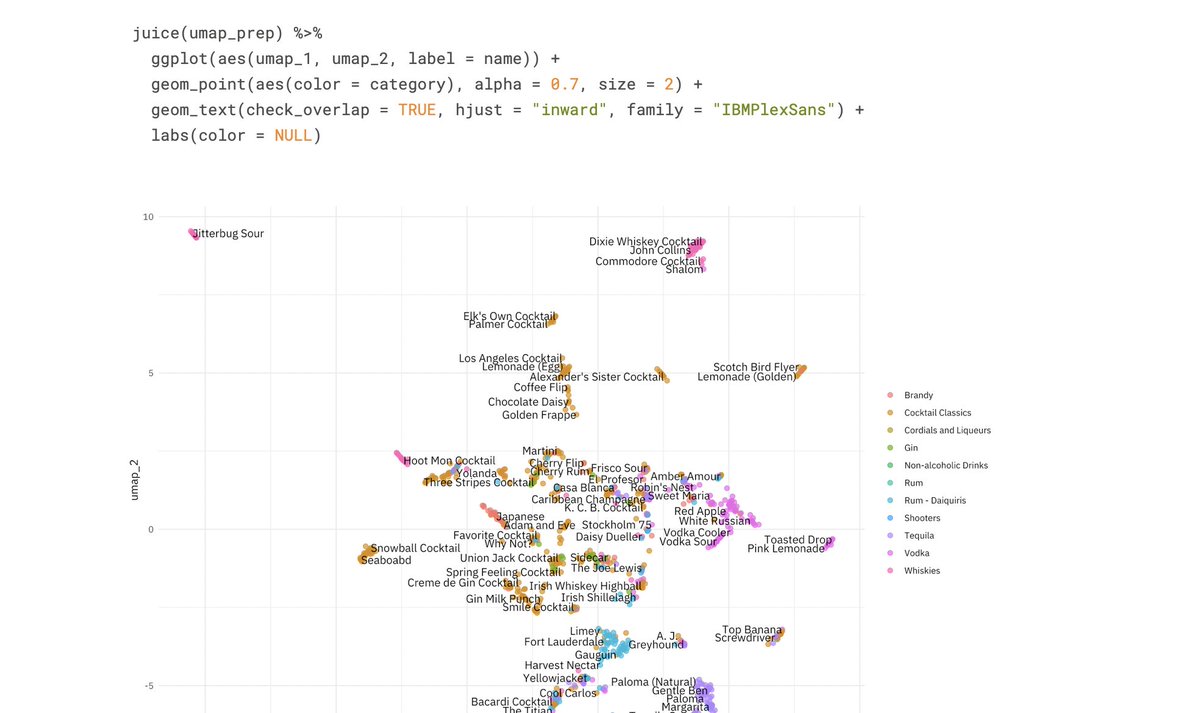 juice(umap_prep) %>%
ggplot(aes(umap_1, umap_2, label = name)) +
geom_point(aes(color = category), alpha = 0.7, size = 2) +
geom_text(check_overlap = TRUE, hjust = "inward", family = "IBMPlexSans") +
labs(color = NULL)
10
Jitterbug Sour
Dixie Whiskey Cocktail
John Collins
Commodore Cocktail
Shalom
Elk's Own Cocktail
Palmer Cocktail
Los Angeles Cocktail
Lemonade (Egg)
Scotch Bird Flyer
5
Alexander's Sister Cocktail
Lemonade (Golden)
Coffee Flip
Chocolate Daisy
Golden Frappe
Brandy
Cocktail Classics
Cordials and Liqueurs
Gin
Non-alcoholic Drinks
Rum
Rum - Daiquiris
Shooters
Tequila
Vodka
Whiskies
umap_2
Martini
Hoot Mon Cocktail
Cherry Flip
Frisco Sour
Yolanda
Cherry Rum
El Profesor
Amber Amour
Three Stripes Cocktail
Casa Blanca
Robin's Nest
Caribbean Champagne
Sweet Maria
K. C. B. Cocktail
Red Apple
Japanese
White Russian
0
Adam and Eve
Stockholm 75
Favorite Cocktail
Daisy Dueller
Vodka Cooler
Why Not?
Vodka Sour
Toasted Drop
Snowball Cocktail
Pink Lemonade
Seaboabd
Union Jack Cocktail
Sidecar
The Joe Lewis
Spring Feeling Cocktail
Creme de Gin Cocktail
Irish Whiskey Highball
Gin Milk Punch
Irish Shillelagh
Smile Cocktail
Limey
Top Banana
Fort Lauderdale
A. J.
Screwdriver
Greyhound
Gauguin
Harvest Nectar
Yellowjacket
Paloma (Natural)
-5
Cool Carlos
Gentle Ben
Bacardi Cocktail
Paloma
Margarita
The Titian